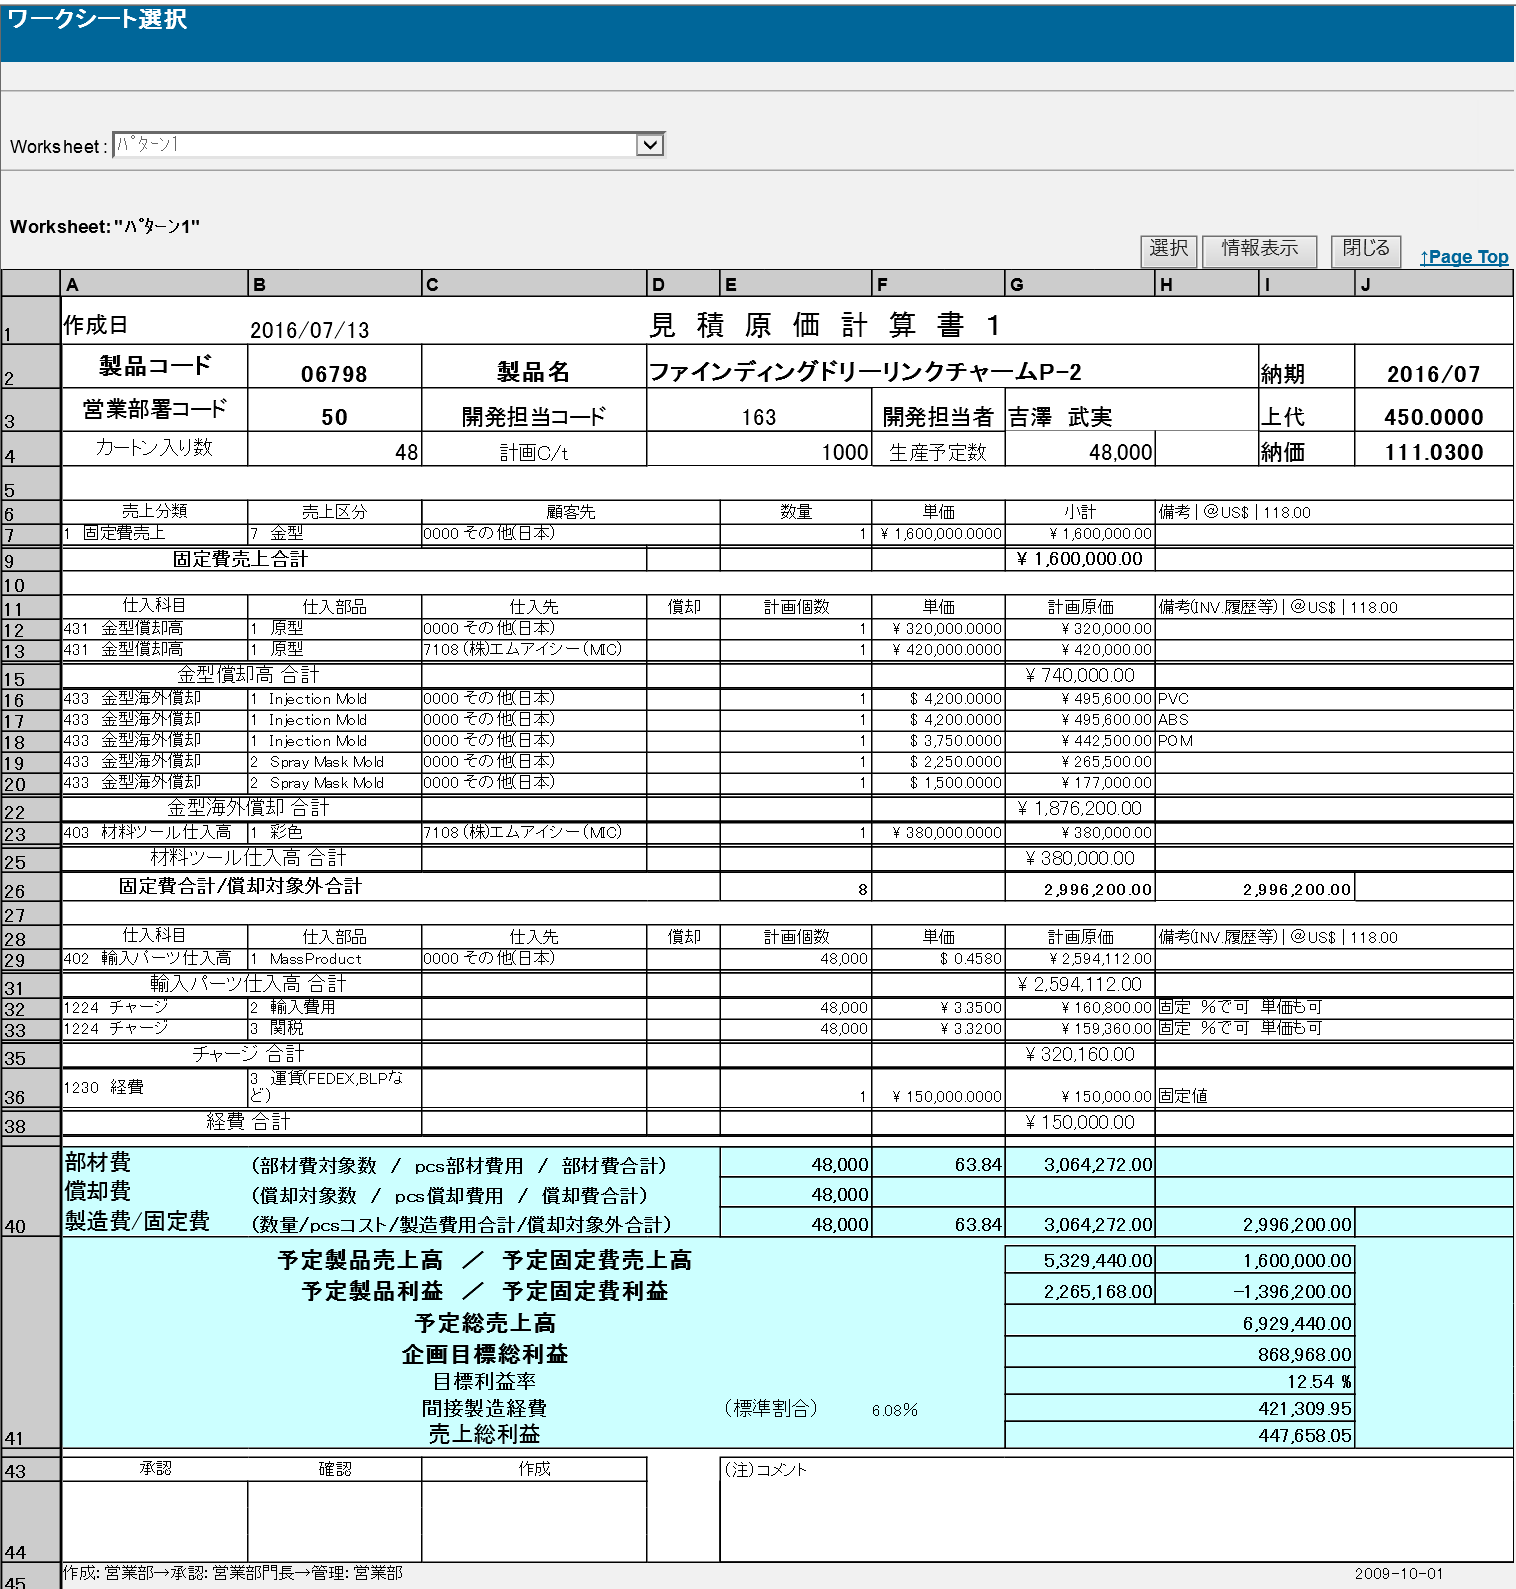 ワークシート選択
Worksheet : パターン1
Worksheet: "パターン1"
選択 情報表示 閉じる ↑Page Top
A B C D E F G H I J
1 作成日 2016/07/13 見 積 原 価 計 算 書 1
2 製品コード 06798 製品名 ファインディングドリーリンクチャームP-2 納期 2016/07
3 営業部署コード 50 開発担当コード 163 開発担当者 吉澤 武実 上代 450.0000
4 カートン入り数 48 計画C/t 1000 生産予定数 48,000 納価 111.0300
5
6 売上分類 売上区分 顧客先 数量 単価 小計 備考 | @US$ | 118.00
7 1 固定費売上 7 金型 0000 その他(日本) 1 ¥ 1,600,000.0000 ¥ 1,600,000.00
9 固定費売上合計 ¥ 1,600,000.00
10
11 仕入科目 仕入部品 仕入先 償却 計画個数 単価 計画原価 備考(INV.履歴等) | @US$ | 118.00
12 431 金型償却高 1 原型 0000 その他(日本) 1 ¥ 320,000.0000 ¥ 320,000.00
13 431 金型償却高 1 原型 7108 (株)エムアイシー (MIC) 1 ¥ 420,000.0000 ¥ 420,000.00
15 金型償却高 合計 ¥ 740,000.00
16 433 金型海外償却 1 Injection Mold 0000 その他(日本) 1 $ 4,200.0000 ¥ 495,600.00 PVC
17 433 金型海外償却 1 Injection Mold 0000 その他(日本) 1 $ 4,200.0000 ¥ 495,600.00 ABS
18 433 金型海外償却 1 Injection Mold 0000 その他(日本) 1 $ 3,750.0000 ¥ 442,500.00 POM
19 433 金型海外償却 2 Spray Mask Mold 0000 その他(日本) 1 $ 2,250.0000 ¥ 265,500.00
20 433 金型海外償却 2 Spray Mask Mold 0000 その他(日本) 1 $ 1,500.0000 ¥ 177,000.00
22 金型海外償却 合計 ¥ 1,876,200.00
23 403 材料ツール仕入高 1 彩色 7108 (株)エムアイシー (MIC) 1 ¥ 380,000.0000 ¥ 380,000.00
25 材料ツール仕入高 合計 ¥ 380,000.00
26 固定費合計/償却対象外合計 8 2,996,200.00 2,996,200.00
27
28 仕入科目 仕入部品 仕入先 償却 計画個数 単価 計画原価 備考(INV.履歴等) | @US$ | 118.00
29 402 輸入パーツ仕入高 1 MassProduct 0000 その他(日本) 48,000 $ 0.4580 ¥ 2,594,112.00
31 輸入パーツ仕入高 合計 ¥ 2,594,112.00
32 1224 チャージ 2 輸入費用 48,000 ¥ 3.3500 ¥ 160,800.00 固定 %で可 単価も可
33 1224 チャージ 3 関税 48,000 ¥ 3.3200 ¥ 159,360.00 固定 %で可 単価も可
35 チャージ 合計 ¥ 320,160.00
36 1230 経費 3 運賃(FEDEX,BLPなど) 1 ¥ 150,000.0000 ¥ 150,000.00 固定値
38 経費 合計 ¥ 150,000.00
部材費 (部材費対象数 / pcs部材費用 / 部材費合計) 48,000 63.84 3,064,272.00
償却費 (償却対象数 / pcs償却費用 / 償却費合計) 48,000
40 製造費/固定費 (数量/pcsコスト/製造費用合計/償却対象外合計) 48,000 63.84 3,064,272.00 2,996,200.00
予定製品売上高 / 予定固定費売上高 5,329,440.00 1,600,000.00
予定製品利益 / 予定固定費利益 2,265,168.00 -1,396,200.00
予定総売上高 6,929,440.00
企画目標総利益 868,968.00
目標利益率 12.54 %
間接製造経費 (標準割合) 6.08% 421,309.95
41 売上総利益 447,658.05
43 承認 確認 作成 (注)コメント
44
45 作成: 営業部→承認: 営業部門長→管理: 営業部 2009-10-01